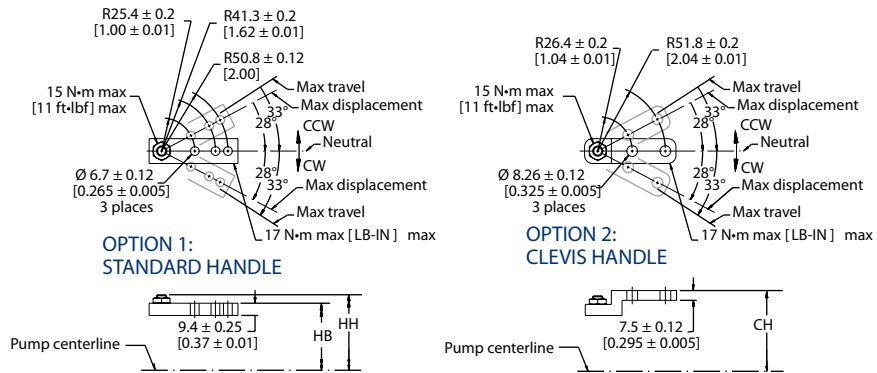 R25.4 ± 0.2
[1.00 ± 0.01]
R41.3 ± 0.2
[1.62 ± 0.01]
R50.8 ± 0.12
[2.00]
15 N•m max
[11 ft•lbf] max
Max travel
Max displacement
33°
28°
CCW
Neutral
CW
28°
33°
Max displacement
Max travel
17 N•m max [LB-IN ] max
Ø 6.7 ± 0.12
[0.265 ± 0.005]
3 places
OPTION 1:
STANDARD HANDLE
9.4 ± 0.25
[0.37 ± 0.01]
HB
HH
Pump centerline
R26.4 ± 0.2
[1.04 ± 0.01]
R51.8 ± 0.2
[2.04 ± 0.01]
15 N•m max
[11 ft•lbf] max
Max travel
Max displacement
33°
28°
CCW
Neutral
CW
28°
33°
Max displacement
Max travel
17 N•m max [LB-IN ] max
Ø 8.26 ± 0.12
[0.325 ± 0.005]
3 places
OPTION 2:
CLEVIS HANDLE
7.5 ± 0.12
[0.295 ± 0.005]
CH
Pump centerline